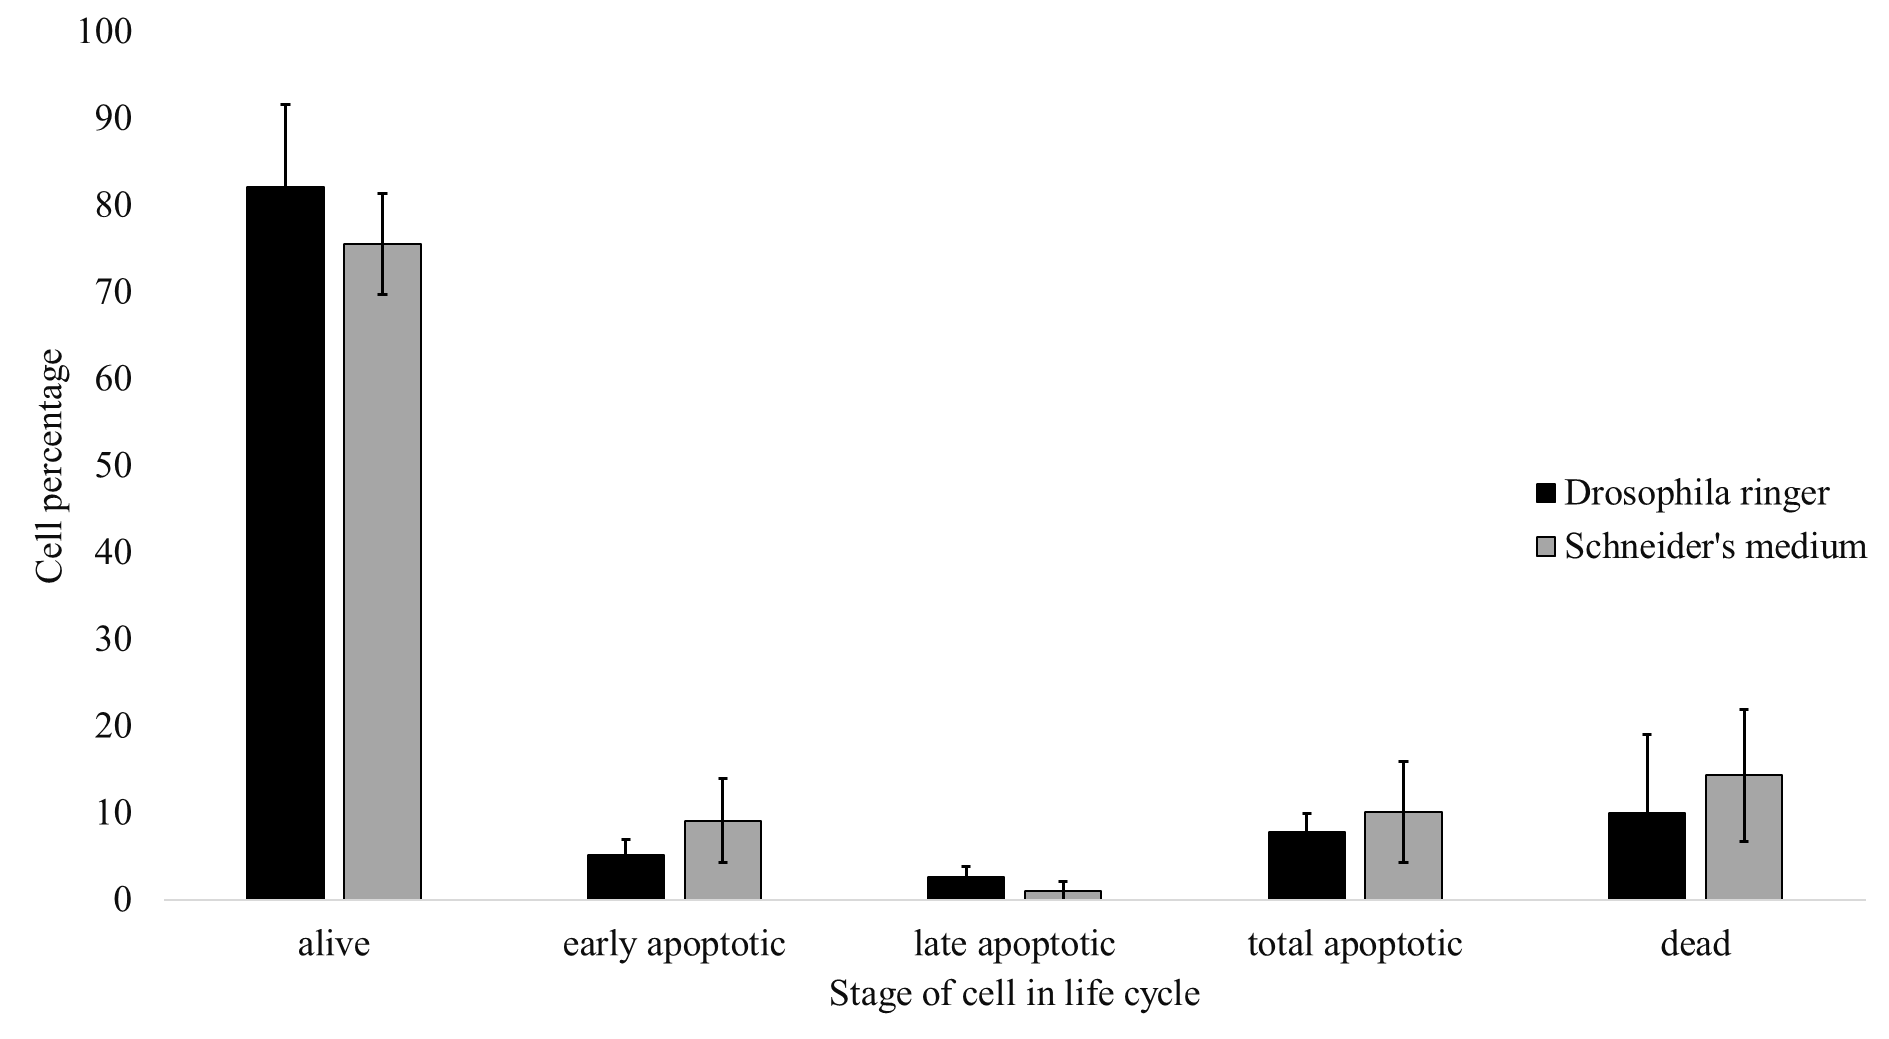 100
90
80
70
60
50
40
30
20
10
0
Cell percentage
Drosophila ringer
Schneider's medium
alive early apoptotic late apoptotic total apoptotic dead
Stage of cell in life cycle